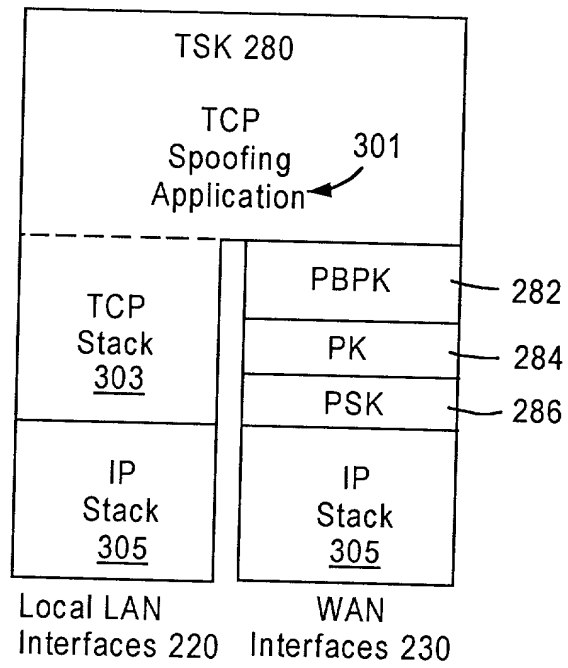 TSK 280
TCP
Spoofing
Application
301
TCP
Stack
303
IP
Stack
305
PBPK
282
PK
284
PSK
286
IP
Stack
305
Local LAN
Interfaces 220
WAN
Interfaces 230